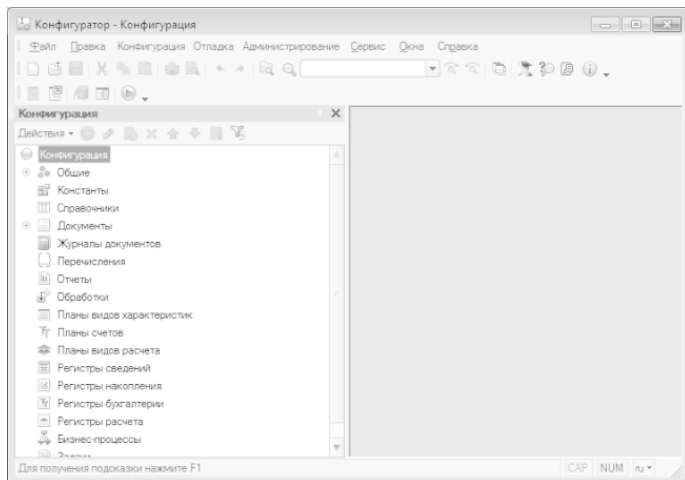 Конфигуратор - Конфигурация
Файл Правка Конфигурация Отладка Администрирование Сервис Окна Справка
Конфигурация
Действия
Конфигурация
Общие
Константы
Справочники
Документы
Журналы документов
Перечисления
Отчеты
Обработки
Планы видов характеристик
Планы счетов
Планы видов расчета
Регистры сведений
Регистры накопления
Регистры бухгалтерии
Регистры расчета
Бизнес-процессы
Задачи
Для получения подсказки нажмите F1 CAP NUM ru